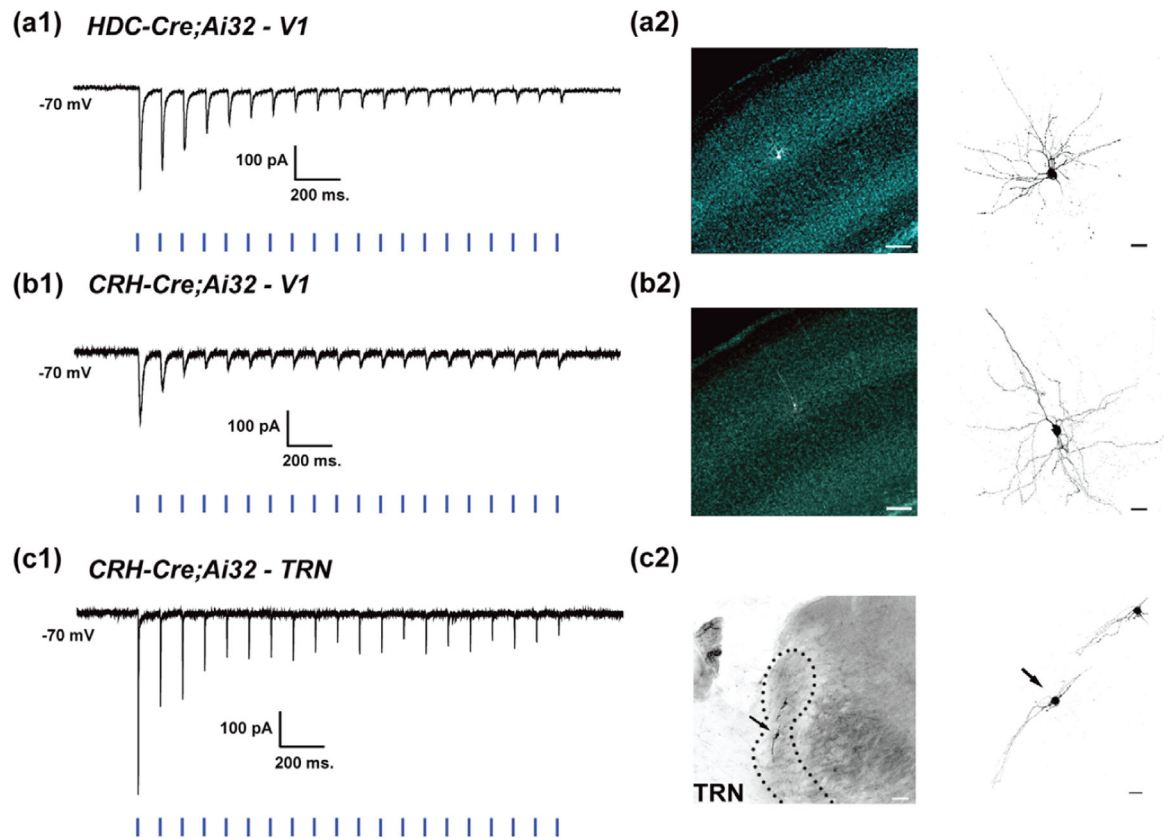 (a1) HDC-Cre;Ai32 - V1
(a2)
-70 mV
100 pA
200 ms.
(b1) CRH-Cre;Ai32 - V1
(b2)
-70 mV
100 pA
200 ms.
(c1) CRH-Cre;Ai32 - TRN
(c2)
-70 mV
100 pA
200 ms.
TRN